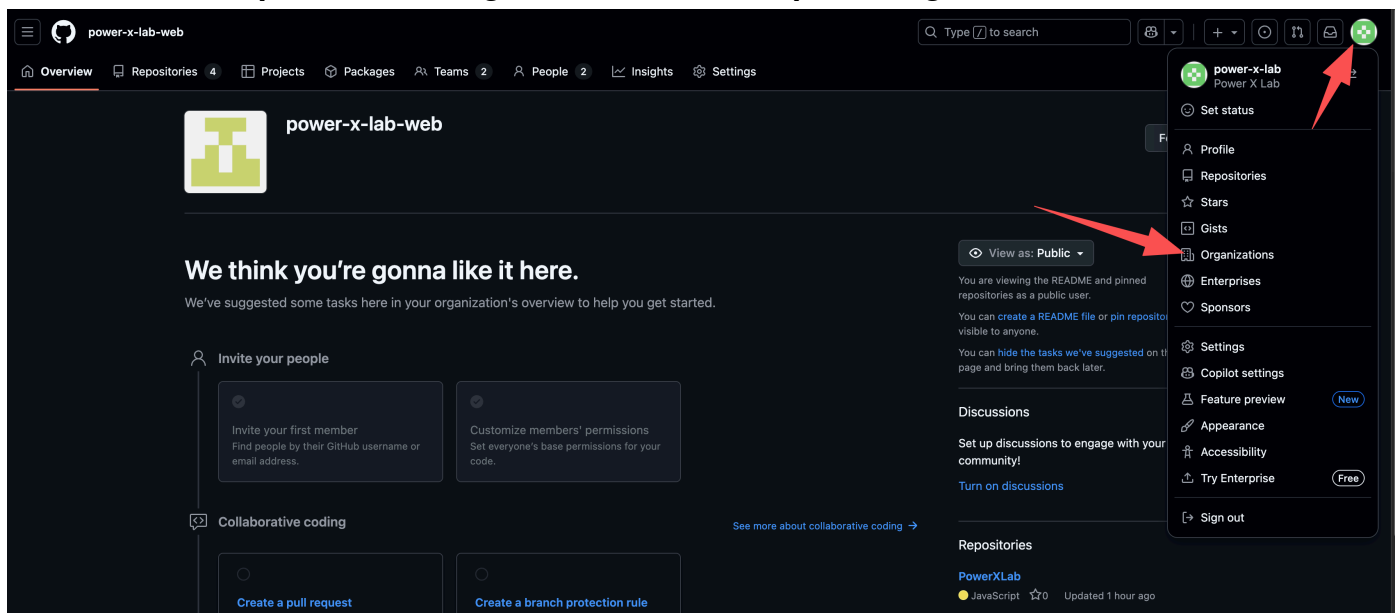 power-x-lab-web
Type / to search
Overview
Repositories 4
Projects
Packages
Teams 2
People 2
Insights
Settings
power-x-lab
Power X Lab
Set status
Profile
Repositories
Stars
Gists
Organizations
Enterprises
Sponsors
Settings
Copilot settings
Feature preview New
Appearance
Accessibility
Try Enterprise Free
Sign out
power-x-lab-web
We think you're gonna like it here.
We've suggested some tasks here in your organization's overview to help you get started.
Invite your people
Invite your first member
Find people by their GitHub username or
email address.
Customize members' permissions
Set everyone's base permissions for your
code.
Collaborative coding
See more about collaborative coding →
Create a pull request
Create a branch protection rule
View as: Public
You are viewing the README and pinned
repositories as a public user.
You can create a README file or pin
visible to anyone.
You can hide the tasks we've suggested on
page and bring them back later.
Discussions
Set up discussions to engage with your
community!
Turn on discussions
Repositories
PowerXLab
JavaScript 0 Updated 1 hour ago